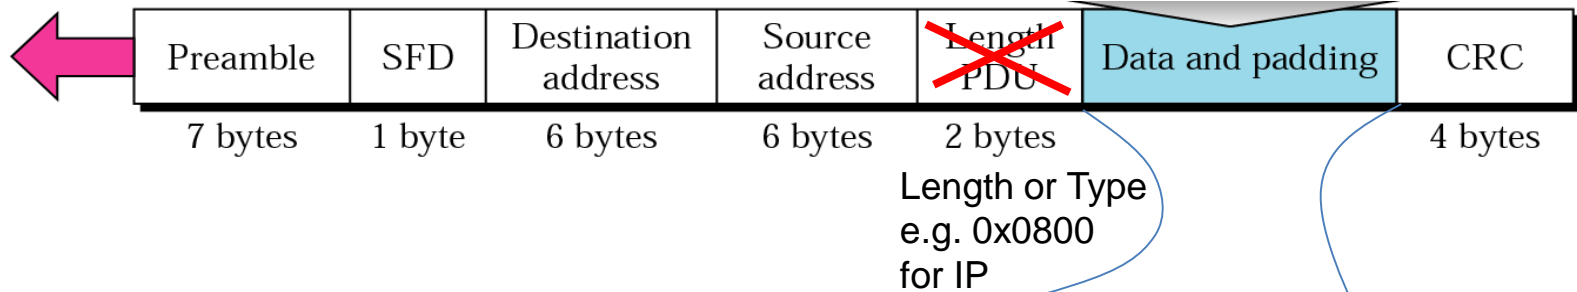 Preamble
SFD
Destination
address
Source
address
Length
PDU
Data and padding
CRC
7 bytes
1 byte
6 bytes
6 bytes
2 bytes
4 bytes
Length or Type
e.g. 0x0800
for IP